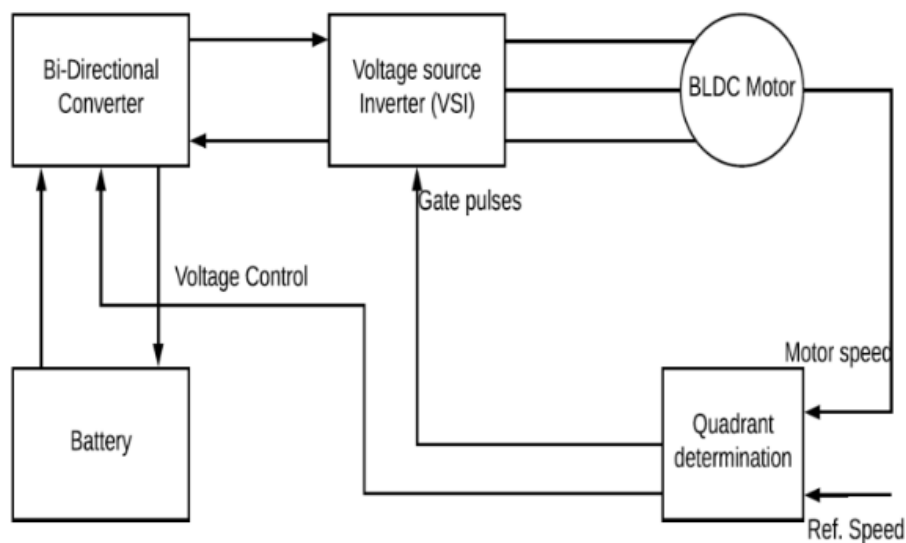 Bi-Directional
Converter
Voltage source
Inverter (VSI)
BLDC Motor
Gate pulses
Voltage Control
Motor speed
Battery
Quadrant
determination
Ref. Speed